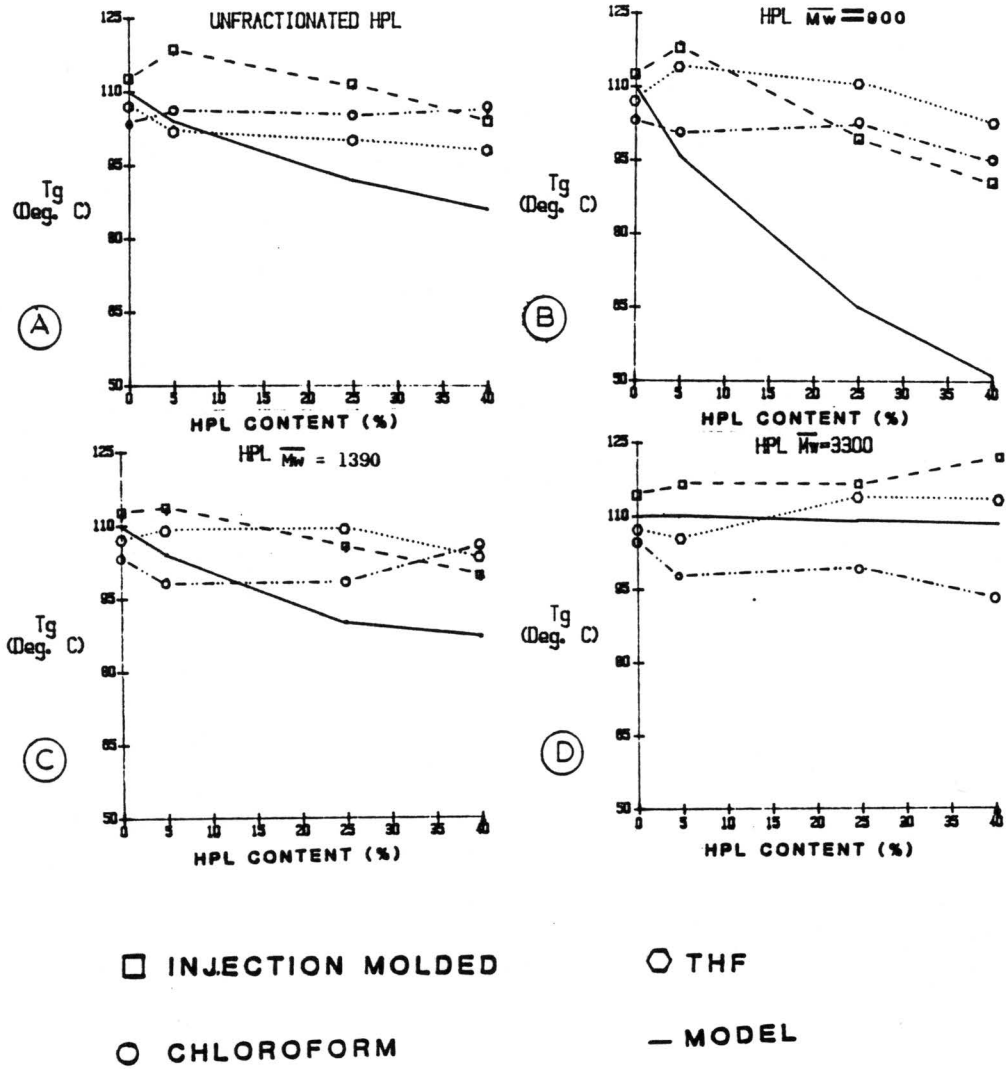 UNFRACTIONATED HPL
125
110
95
80
65
50
Tg
(Deg. C)
A
0 5 10 15 20 25 30 35 40
HPL CONTENT (%)
HPL Mw = 900
125
110
95
80
65
50
Tg
(Deg. C)
B
0 5 10 15 20 25 30 35 40
HPL CONTENT (%)
HPL Mw = 1390
125
110
95
80
65
50
Tg
(Deg. C)
C
0 5 10 15 20 25 30 35 40
HPL CONTENT (%)
HPL Mw=3300
125
110
95
80
65
50
Tg
(Deg. C)
D
0 5 10 15 20 25 30 35 40
HPL CONTENT (%)
INJECTION MOLDED
THF
CHLOROFORM
MODEL